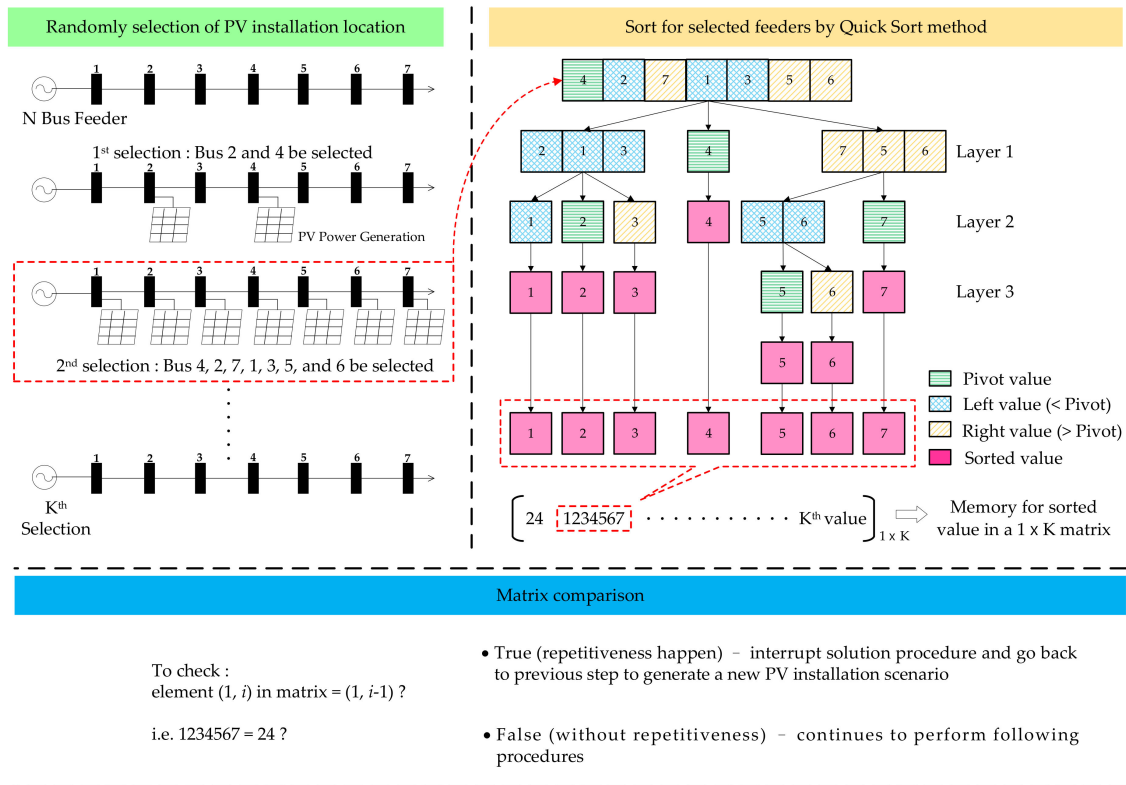 Randomly selection of PV installation location
1 2 3 4 5 6 7
N Bus Feeder
1st selection : Bus 2 and 4 be selected
1 2 3 4 5 6 7
PV Power Generation
1 2 3 4 5 6 7
2nd selection : Bus 4, 2, 7, 1, 3, 5, and 6 be selected
1 2 3 4 5 6 7
Kth
Selection
Sort for selected feeders by Quick Sort method
4 2 7 1 3 5 6
2 1 3 4 7 5 6 Layer 1
1 2 3 4 5 6 7 Layer 2
1 2 3 5 6 7 Layer 3
5 6
1 2 3 4 5 6 7
Pivot value
Left value (< Pivot)
Right value (> Pivot)
Sorted value
24 1234567 . . . . . . . . . . . . Kth value
1 x K
Memory for sorted
value in a 1 x K matrix
Matrix comparison
To check :
element (1, i) in matrix = (1, i-1) ?
i.e. 1234567 = 24 ?
• True (repetitiveness happen) – interrupt solution procedure and go back
to previous step to generate a new PV installation scenario
• False (without repetitiveness) – continues to perform following
procedures